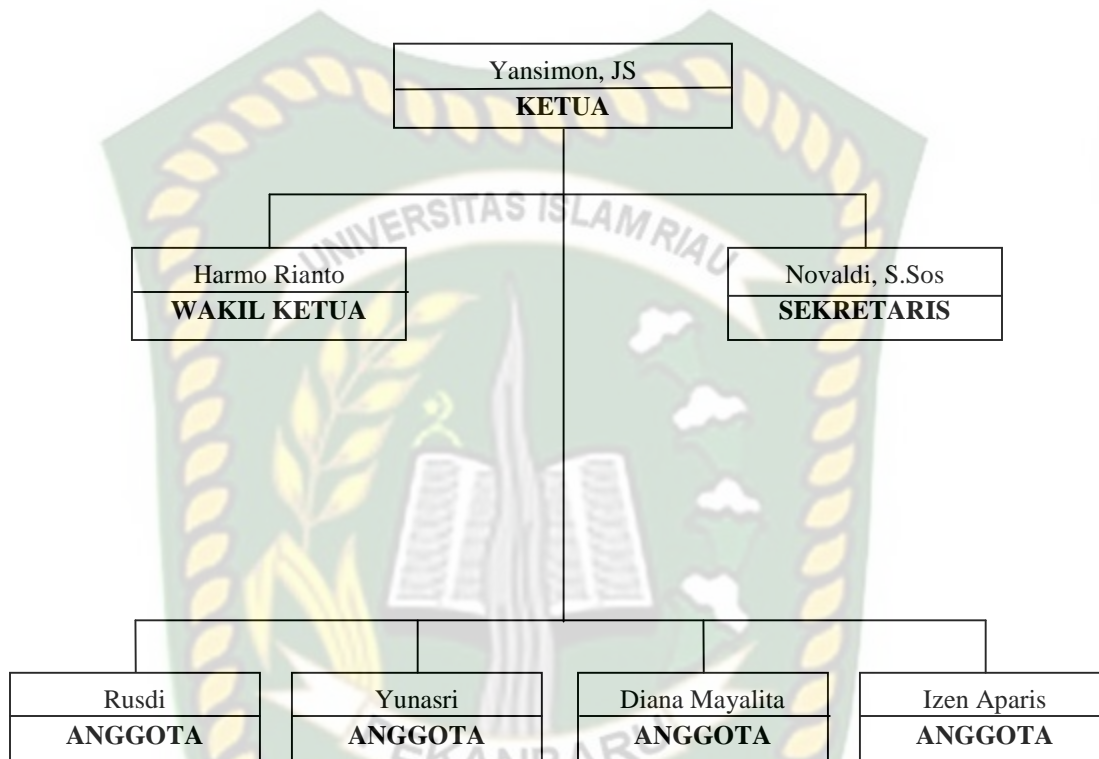 Yansimon, JS
KETUA
UNIVERSITAS ISLAM RIAU
Harmo Rianto
WAKIL KETUA
Novaldi, S.Sos
SEKRETARIS
Rusdi
ANGGOTA
Yunasri
ANGGOTA
Diana Mayalita
ANGGOTA
Izen Aparis
ANGGOTA